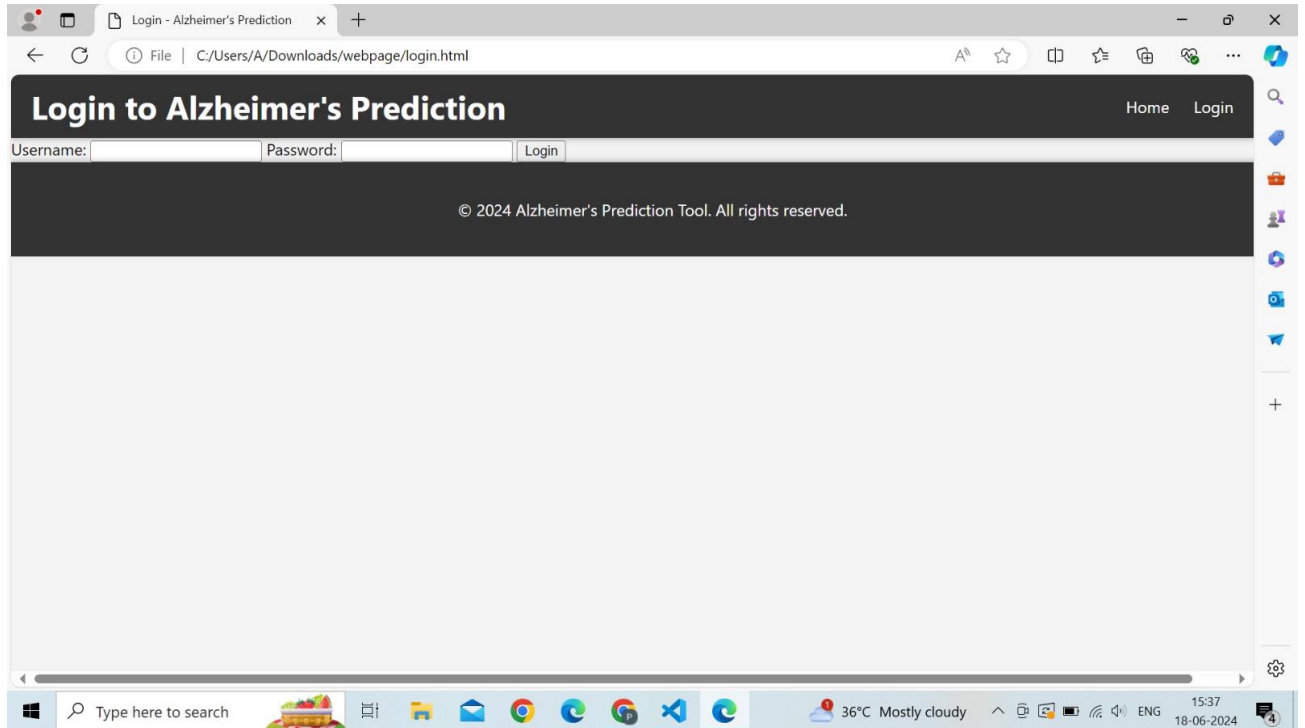 Login - Alzheimer's Prediction
File | C:/Users/A/Downloads/webpage/login.html
Login to Alzheimer's Prediction
Home Login
Username: Password: Login
© 2024 Alzheimer's Prediction Tool. All rights reserved.
Type here to search
1
36°C Mostly cloudy
ENG
15:37
18-06-2024
4